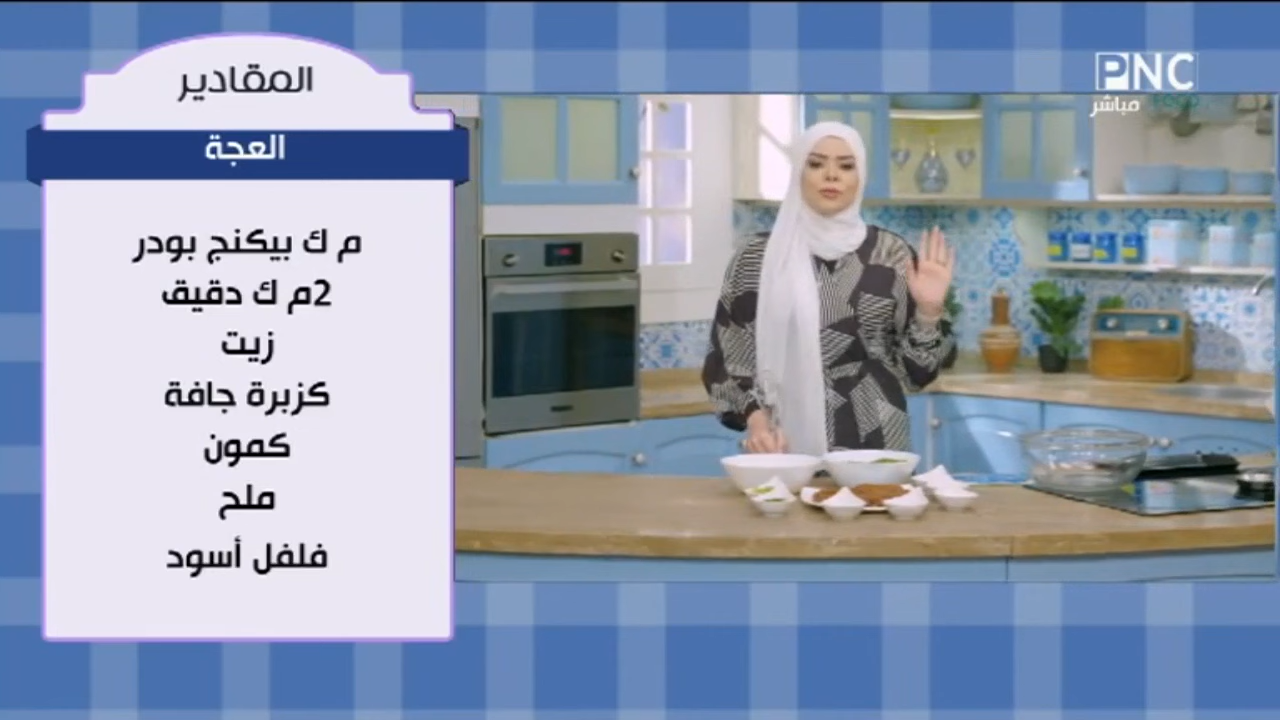 المقادير
العجة
م ك بيكنج بودر
2م ك دقيق
زيت
كزبرة جافة
كمون
ملح
فلفل أسود
PNC
مباشر